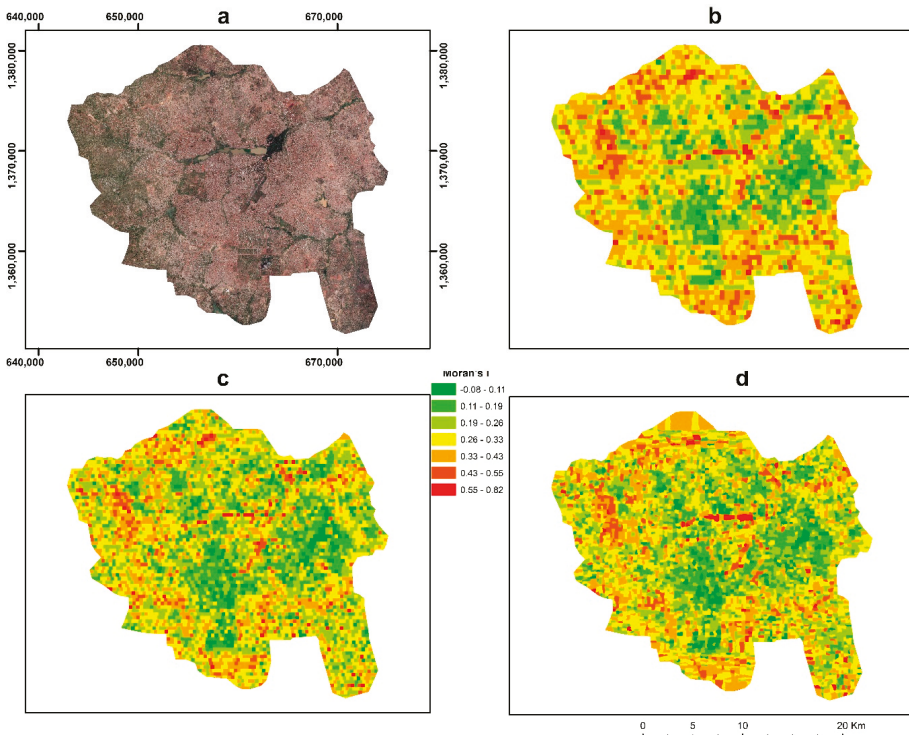 a
b
640,000
650,000
670,000
1,380,000
1,380,000
1,370,000
1,370,000
1,360,000
1,360,000
640,000
650,000
670,000
c
d
Moran's I
-0.08 - 0.11
0.11 - 0.19
0.19 - 0.26
0.26 - 0.33
0.33 - 0.43
0.43 - 0.55
0.55 - 0.82
0 5 10 20 Km